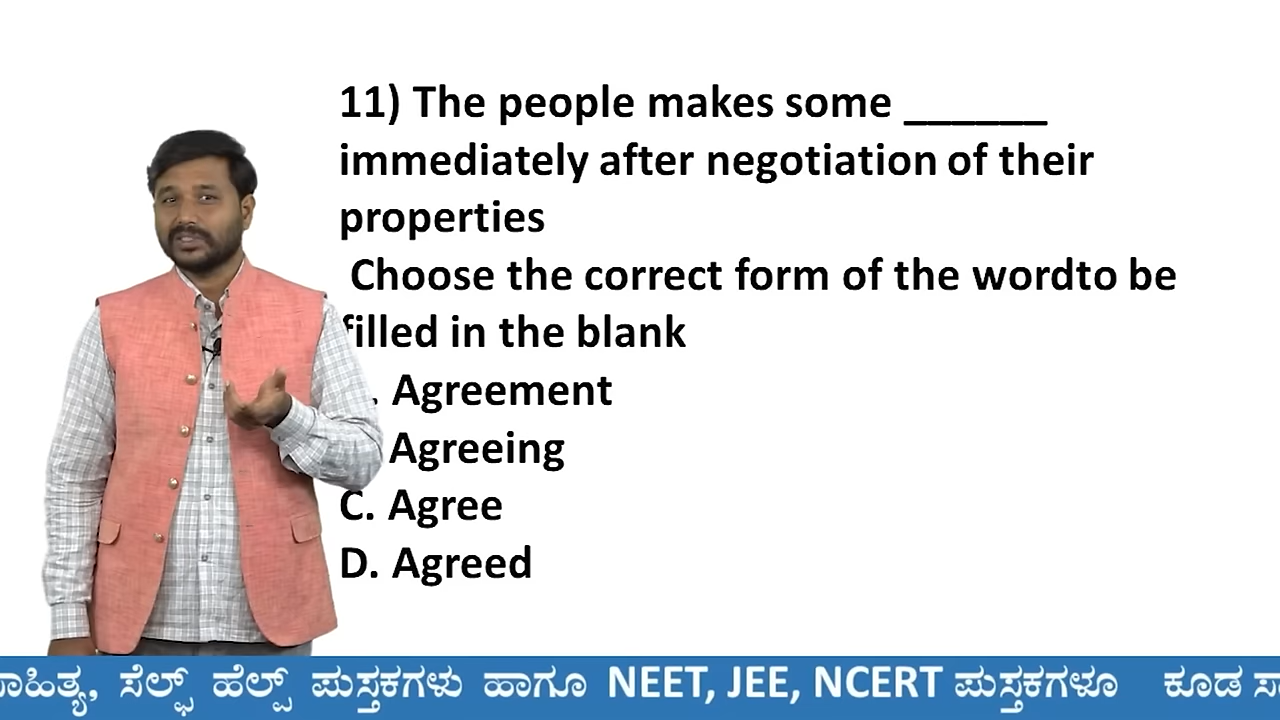 11) The people makes some ______
immediately after negotiation of their
properties
Choose the correct form of the wordto be
filled in the blank
. Agreement
Agreeing
C. Agree
D. Agreed
ಸೆಲ್ಫ್ ಹೆಲ್ಪ್ ಪುಸ್ತಕಗಳು ಹಾಗೂ NEET, JEE, NCERT ಪುಸ್ತಕಗಳೂ ಕೂಡ